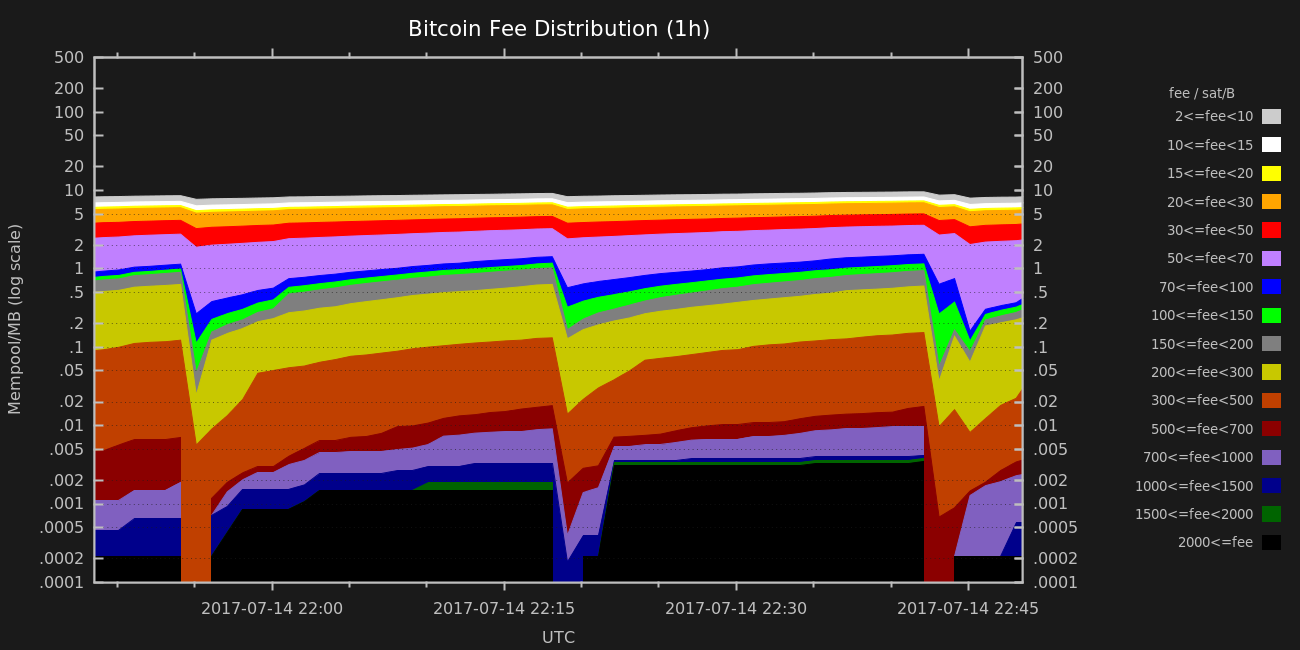 Bitcoin Fee Distribution (1h)
500 500
200 200
100 100
50 50
20 20
10 10
5 5
2 2
1 1
.5 .5
.2 .2
.1 .1
.05 .05
.02 .02
.01 .01
.005 .005
.002 .002
.001 .001
.0005 .0005
.0002 .0002
.0001 .0001
Mempool/MB (log scale)
2017-07-14 22:00 2017-07-14 22:15 2017-07-14 22:30 2017-07-14 22:45
UTC
fee / sat/B
2<=fee<10
10<=fee<15
15<=fee<20
20<=fee<30
30<=fee<50
50<=fee<70
70<=fee<100
100<=fee<150
150<=fee<200
200<=fee<300
300<=fee<500
500<=fee<700
700<=fee<1000
1000<=fee<1500
1500<=fee<2000
2000<=fee